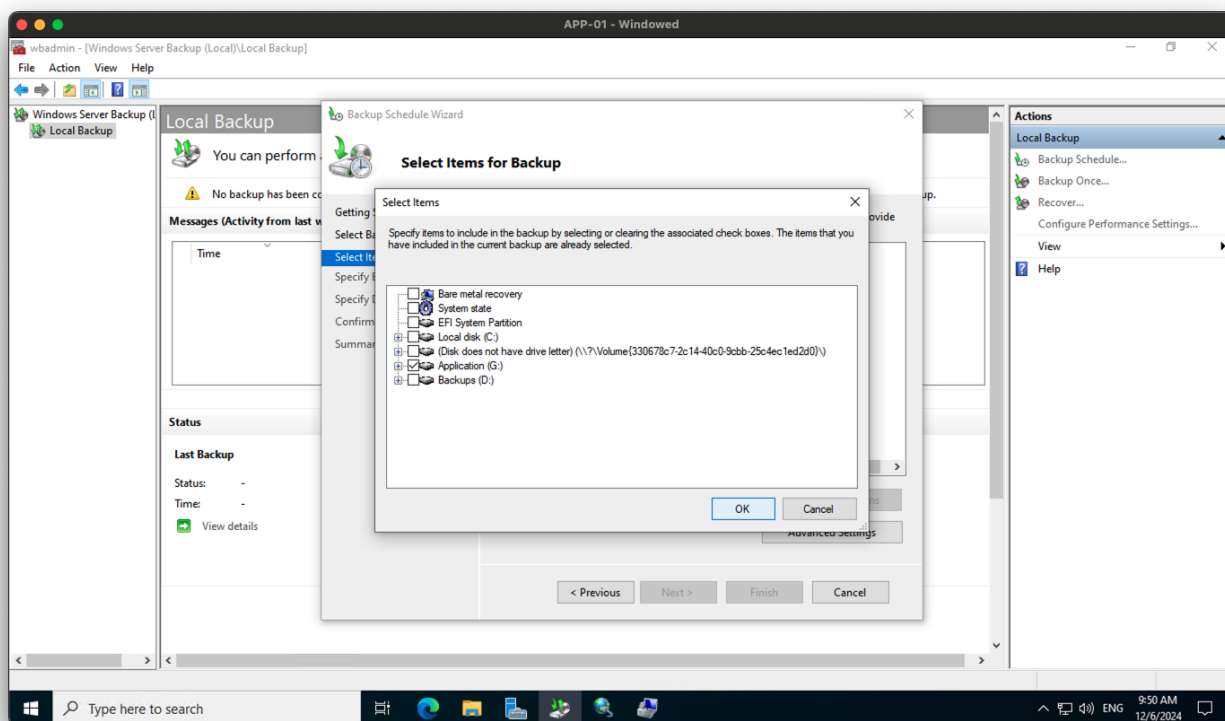 APP-01 - Windowed
wbadmin - [Windows Server Backup (Local)\Local Backup]
File Action View Help
Windows Server Backup (L
Local Backup
Local Backup
You can perform
No backup has been co
up.
Messages (Activity from last w
Time
Status
Last Backup
Status: -
Time: -
View details
Backup Schedule Wizard
Select Items for Backup
Getting S
Select Ba
Select Ite
Specify B
Specify D
Confirm
Summar
ovide
Select Items
Specify items to include in the backup by selecting or clearing the associated check boxes. The items that you
have included in the current backup are already selected.
Bare metal recovery
System state
EFI System Partition
Local disk (C:)
(Disk does not have drive letter) (\\?\Volume{330678c7-2c14-40c0-9cbb-25c4ec1ed2d0}\)
Application (G:)
Backups (D:)
OK Cancel
ns
Advanced Settings
< Previous Next > Finish Cancel
Actions
Local Backup
Backup Schedule...
Backup Once...
Recover...
Configure Performance Settings...
View
Help
Type here to search
ENG
9:50 AM
12/6/2024